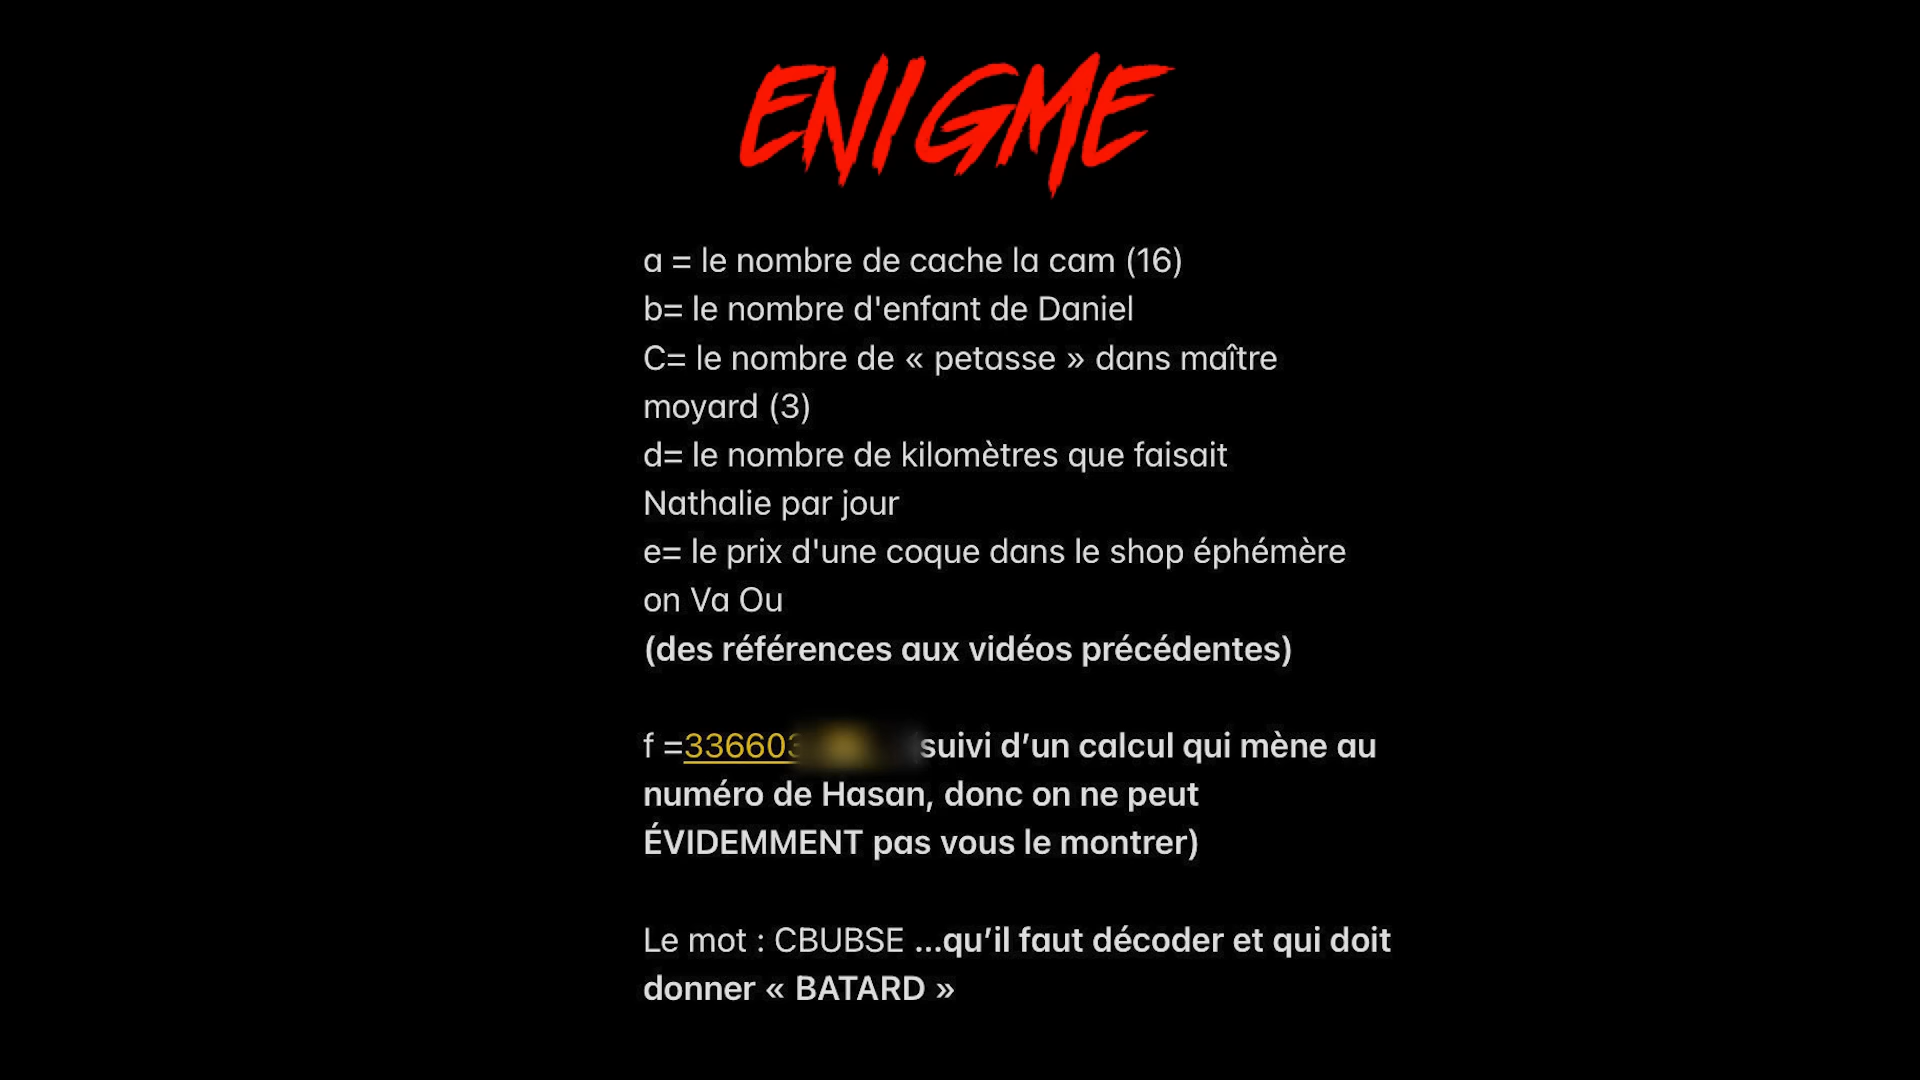 ENIGME
a = le nombre de cache la cam (16)
b= le nombre d'enfant de Daniel
C= le nombre de « petasse » dans maître
moyard (3)
d= le nombre de kilomètres que faisait
Nathalie par jour
e= le prix d'une coque dans le shop éphémère
on Va Ou
(des références aux vidéos précédentes)
f =33660 suivi d’un calcul qui mène au
numéro de Hasan, donc on ne peut
ÉVIDEMMENT pas vous le montrer)
Le mot : CBUBSE ...qu’il faut décoder et qui doit
donner « BATARD »